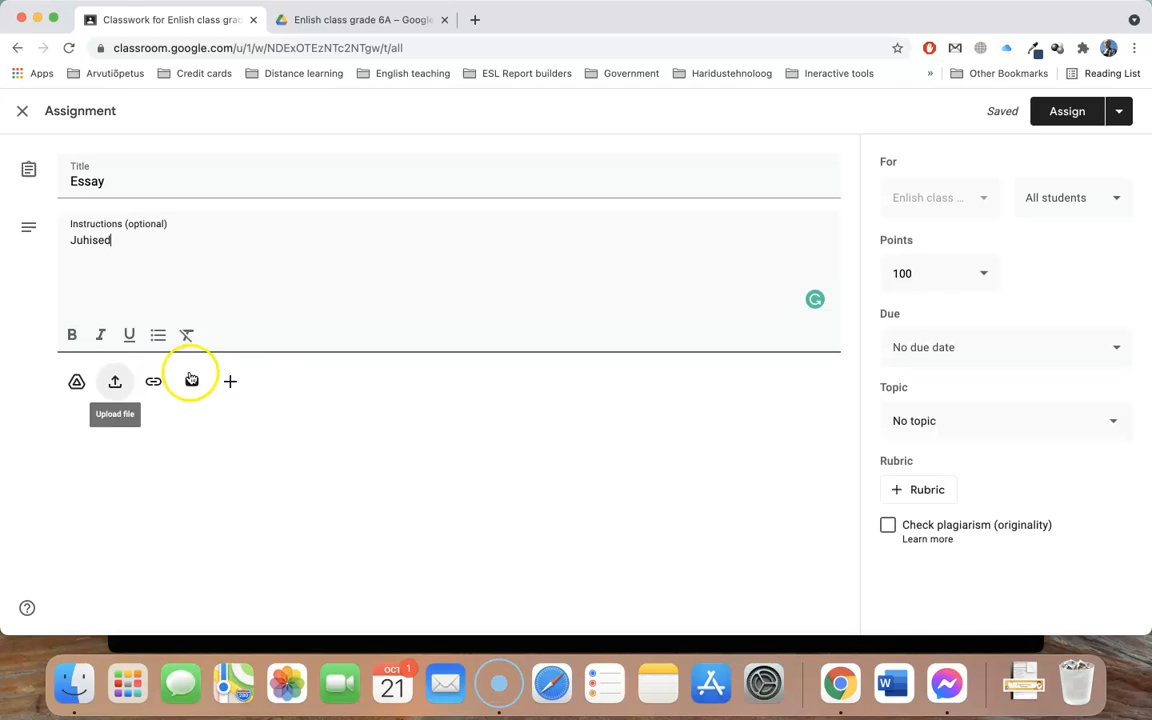 Classwork for Enlish class grad
Enlish class grade 6A – Google
classroom.google.com/u/1/w/NDExOTEzNTc2NTgw/t/all
Apps Arvutiõpetus Credit cards Distance learning English teaching ESL Report builders Government Haridustehnoloog Ineractive tools » Other Bookmarks Reading List
Assignment
Saved
Assign
Title
Essay
Instructions (optional)
Juhised
B I U
Upload file
For
Enlish class ...
All students
Points
100
Due
No due date
Topic
No topic
Rubric
+ Rubric
Check plagiarism (originality)
Learn more
OCT
1
21